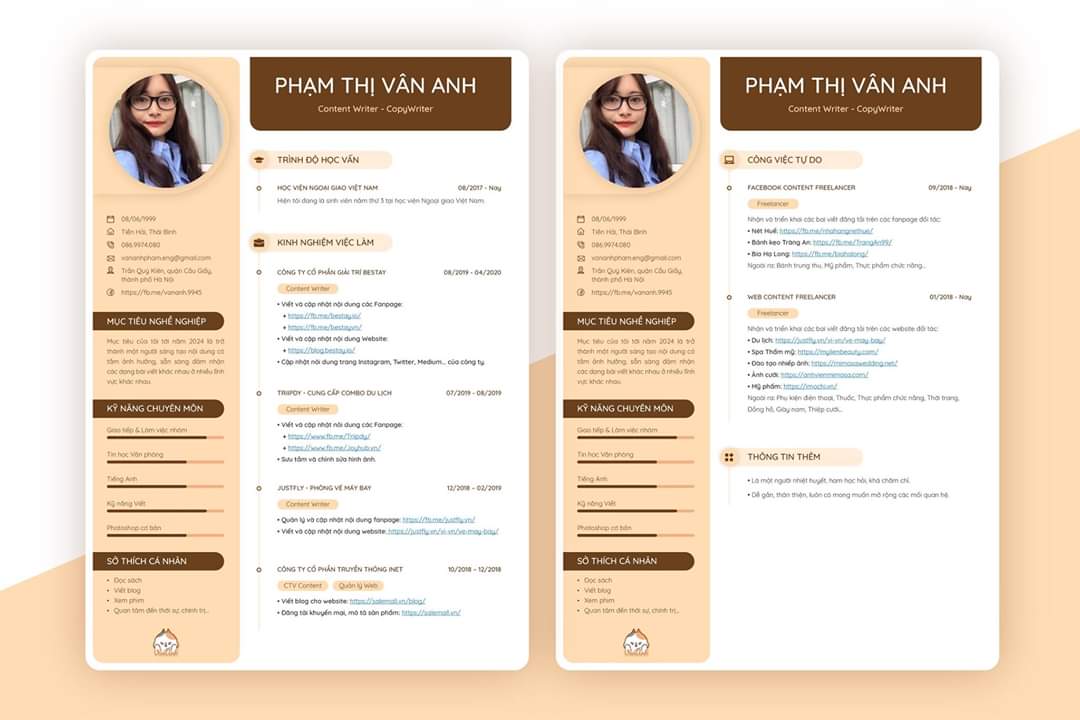 PHẠM THỊ VÂN ANH
Content Writer - CopyWriter
08/06/1999
Tiền Hải, Thái Bình
086.9974.080
vananhpham.eng@gmail.com
Trần Quý Kiên, quận Cầu Giấy,
thành phố Hà Nội
https://fb.me/vananh.9945
MỤC TIÊU NGHỀ NGHIỆP
Mục tiêu của tôi tới năm 2024 là trở
thành một người sáng tạo nội dung có
tầm ảnh hưởng, sẵn sàng đảm nhận
các dạng bài viết khác nhau ở nhiều lĩnh
vực khác nhau.
KỸ NĂNG CHUYÊN MÔN
Giao tiếp & Làm việc nhóm
Tin học Văn phòng
Tiếng Anh
Kỹ năng Viết
Photoshop cơ bản
SỞ THÍCH CÁ NHÂN
• Đọc sách
• Viết blog
• Xem phim
• Quan tâm đến thời sự, chính trị,..
TRÌNH ĐỘ HỌC VẤN
HỌC VIỆN NGOẠI GIAO VIỆT NAM 08/2017 - Nay
Hiện tôi đang là sinh viên năm thứ 3 tại học viện Ngoại giao Việt Nam.
KINH NGHIỆM VIỆC LÀM
CÔNG TY CỔ PHẦN GIẢI TRÍ BESTAY 08/2019 - 04/2020
Content Writer
• Viết và cập nhật nội dung các Fanpage:
+ https://fb.me/bestay.io/
+ https://fb.me/bestayvn/
• Viết và cập nhật nội dung Website:
+ https://blog.bestay.io/
• Cập nhật nội dung trang Instagram, Twitter, Medium... của công ty.
TRIIPDY - CUNG CẤP COMBO DU LỊCH 07/2019 - 08/2019
Content Writer
• Viết và cập nhật nội dung các Fanpage:
+ https://www.fb.me/Triipdy/
+ https://www.fb.me/Joyhub.vn/
• Sưu tầm và chỉnh sửa hình ảnh.
JUSTFLY - PHÒNG VÉ MÁY BAY 12/2018 – 02/2019
Content Writer
• Quản lý và cập nhật nội dung fanpage: https://fb.me/justfly.vn/
• Viết và cập nhật nội dung website: https://justfly.vn/vi-vn/ve-may-bay/
CÔNG TY CỔ PHẦN TRUYỀN THÔNG INET 10/2018 – 12/2018
CTV Content Quản lý Web
• Viết blog cho website: https://salemall.vn/blog/
• Đăng tải khuyến mại, mô tả sản phẩm: https://salemall.vn/
PHẠM THỊ VÂN ANH
Content Writer - CopyWriter
08/06/1999
Tiền Hải, Thái Bình
086.9974.080
vananhpham.eng@gmail.com
Trần Quý Kiên, quận Cầu Giấy,
thành phố Hà Nội
https://fb.me/vananh.9945
MỤC TIÊU NGHỀ NGHIỆP
Mục tiêu của tôi tới năm 2024 là trở
thành một người sáng tạo nội dung có
tầm ảnh hưởng, sẵn sàng đảm nhận
các dạng bài viết khác nhau ở nhiều lĩnh
vực khác nhau.
KỸ NĂNG CHUYÊN MÔN
Giao tiếp & Làm việc nhóm
Tin học Văn phòng
Tiếng Anh
Kỹ năng Viết
Photoshop cơ bản
SỞ THÍCH CÁ NHÂN
• Đọc sách
• Viết blog
• Xem phim
• Quan tâm đến thời sự, chính trị,..
CÔNG VIỆC TỰ DO
FACEBOOK CONTENT FREELANCER 09/2018 - Nay
Freelancer
Nhận và triển khai các bài viết đăng tải trên các fanpage đối tác:
• Nét Huế: https://fb.me/nhahangnethue/
• Bánh kẹo Tràng An: https://fb.me/TrangAn99/
• Bia Hạ Long: https://fb.me/biahalong/
Ngoài ra: Bánh trung thu, Mỹ phẩm, Thực phẩm chức năng...
WEB CONTENT FREELANCER 01/2018 - Nay
Freelancer
Nhận và triển khai các bài viết đăng tải trên các website đối tác:
• Du lịch: https://justfly.vn/vi-vn/ve-may-bay/
• Spa Thẩm mỹ: https://mylienbeauty.com/
• Đào tạo nhiếp ảnh: https://mimosawedding.net/
• Ảnh cưới: https://anhvienmimosa.com/
• Mỹ phẩm: https://imochi.vn/
Ngoài ra: Phụ kiện điện thoại, Thuốc, Thực phẩm chức năng, Thời trang,
Đồng hồ, Giày nam, Thiệp cưới...
THÔNG TIN THÊM
• Là một người nhiệt huyết, ham học hỏi, khá chăm chỉ.
• Dễ gần, thân thiện, luôn có mong muốn mở rộng các mối quan hệ.